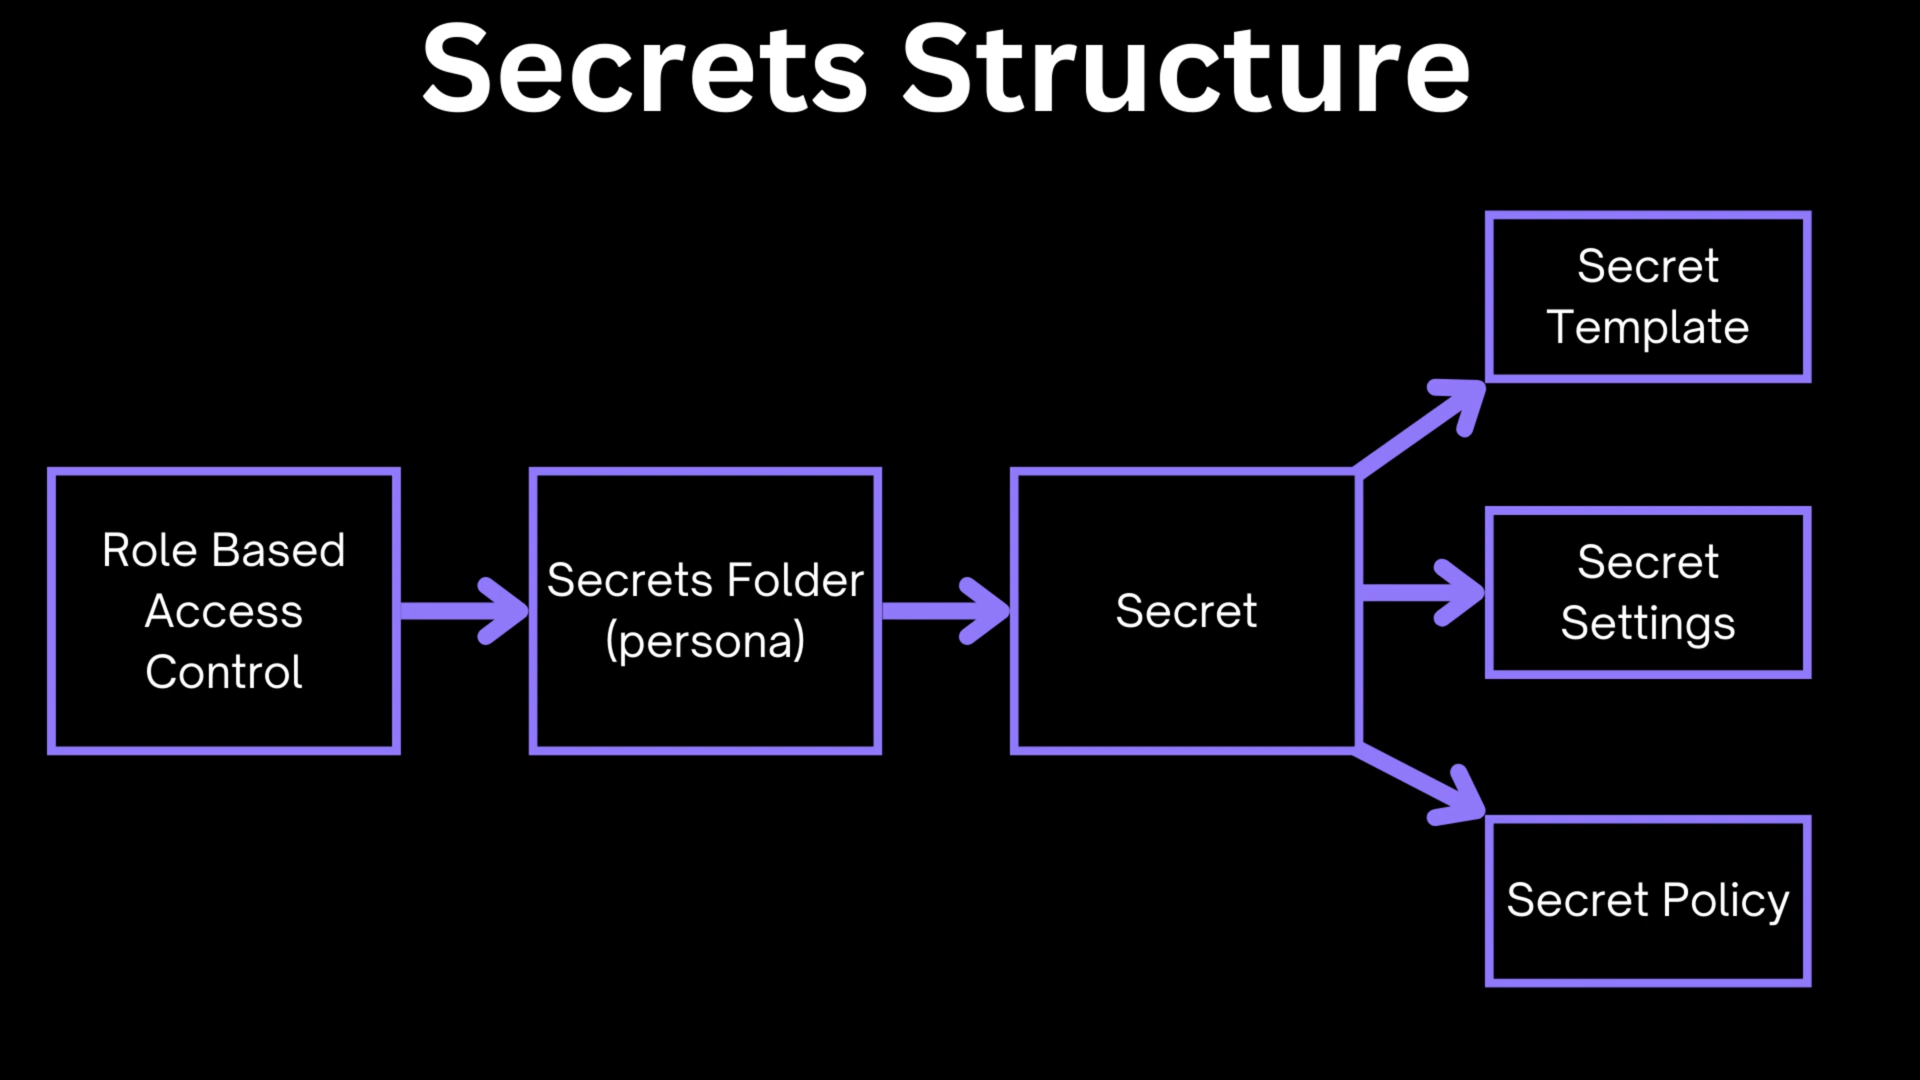 Secrets Structure
Role Based
Access
Control
Secrets Folder
(persona)
Secret
Secret
Template
Secret
Settings
Secret Policy